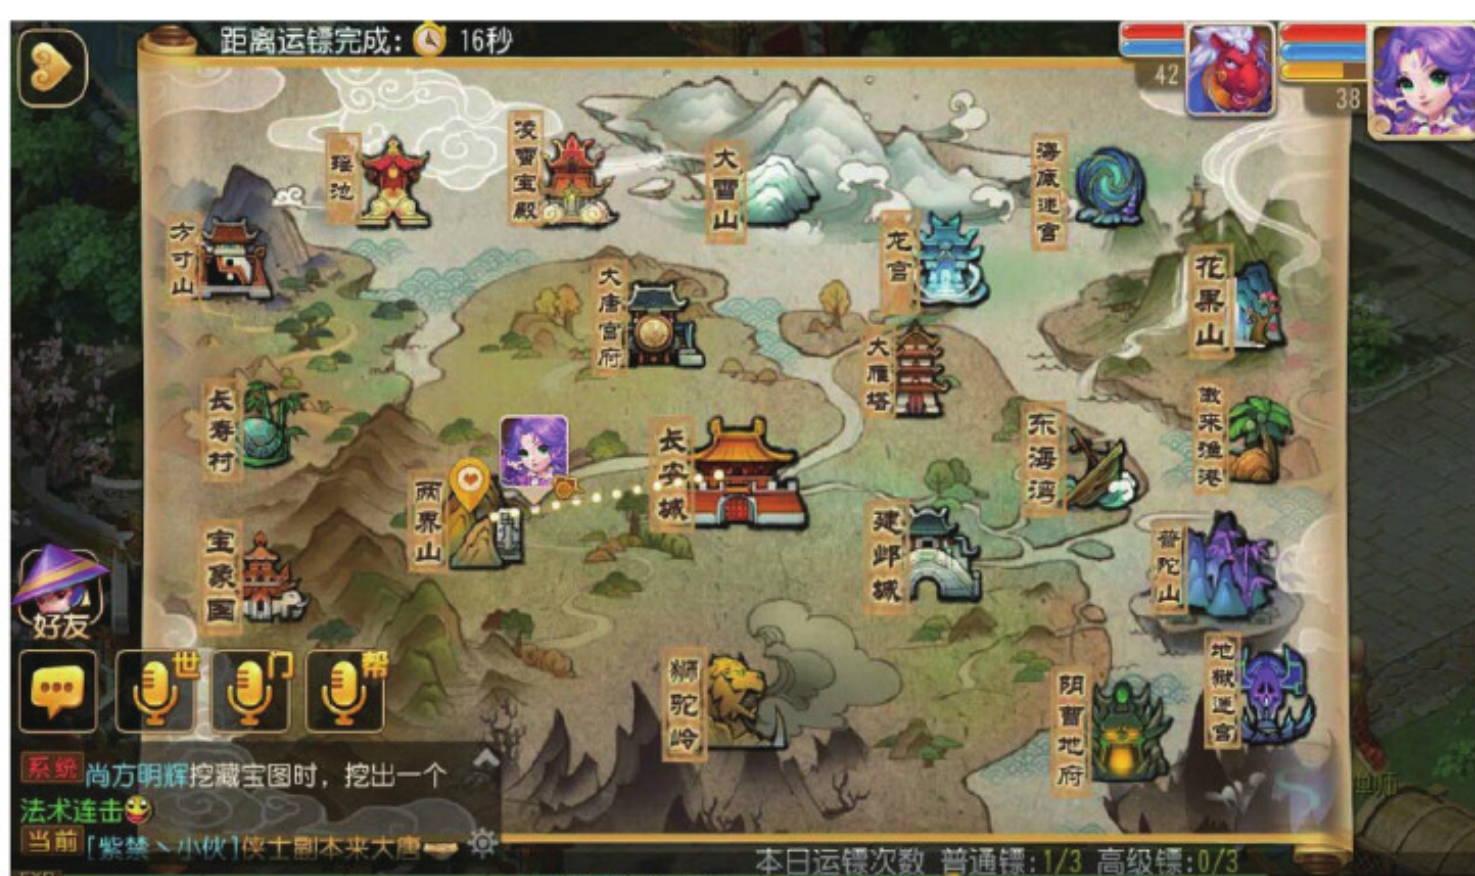 距离运镖完成: 16秒
42
38
瑶池
凌霄宝殿
大雪山
海底迷宫
方寸山
龙宫
花果山
大唐官府
大雁塔
长寿村
傲来渔港
东海湾
长安城
两界山
建邺城
宝象国
普陀山
好友
世
门
帮
狮驼岭
地狱迷宫
阴曹地府
系统 尚方明辉挖藏宝图时，挖出一个
法术连击
当前 [紫禁丶小伙]侠士副本来大唐
本日运镖次数 普通镖:1/3 高级镖:0/3